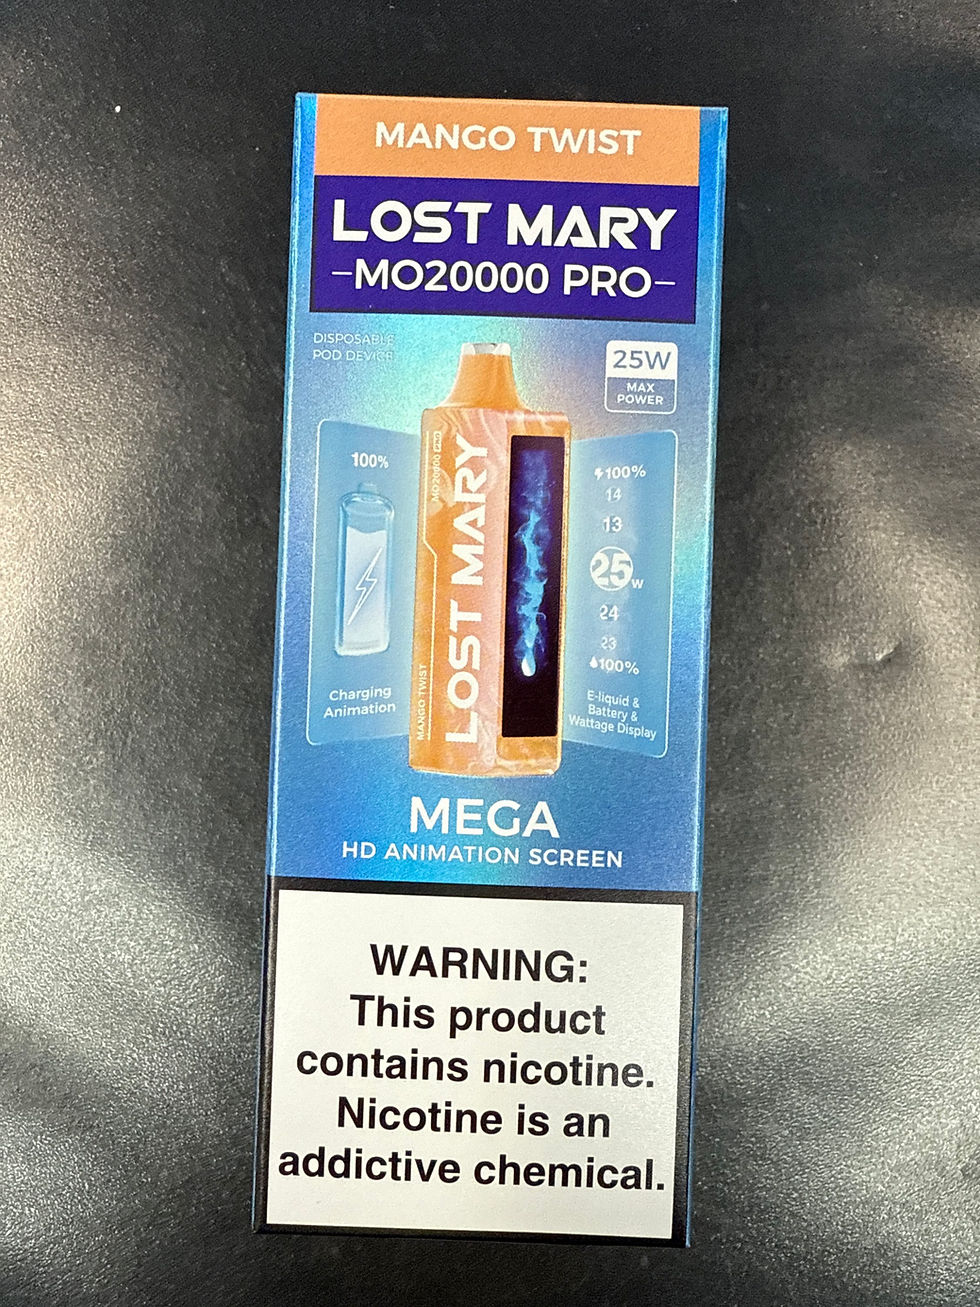 MANGO TWIST
LOST MARY
-MO20000 PRO-
DISPOSABLE
POD DEVICE
25W
MAX
POWER
100%
Charging
Animation
MO20000 PRO
LOST MARY
MANGO TWIST
100%
14
13
25W
24
23
100%
E-liquid &
Battery &
Wattage Display
MEGA
HD ANIMATION SCREEN
WARNING:
This product
contains nicotine.
Nicotine is an
addictive chemical.